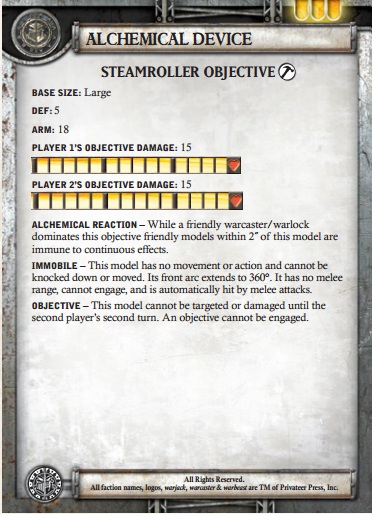 ALCHEMICAL DEVICE
STEAMROLLER OBJECTIVE
BASE SIZE: Large
DEF: 5
ARM: 18
PLAYER 1'S OBJECTIVE DAMAGE: 15
PLAYER 2'S OBJECTIVE DAMAGE: 15
ALCHEMICAL REACTION – While a friendly warcaster/warlock
dominates this objective friendly models within 2˝ of this model are
immune to continuous effects.
IMMOBILE – This model has no movement or action and cannot be
knocked down or moved. Its front arc extends to 360°. It has no melee
range, cannot engage, and is automatically hit by melee attacks.
OBJECTIVE – This model cannot be targeted or damaged until the
second player's second turn. An objective cannot be engaged.
All Rights Reserved.
All faction names, logos, warjack, warcaster & warbeast are TM of Privateer Press, Inc.